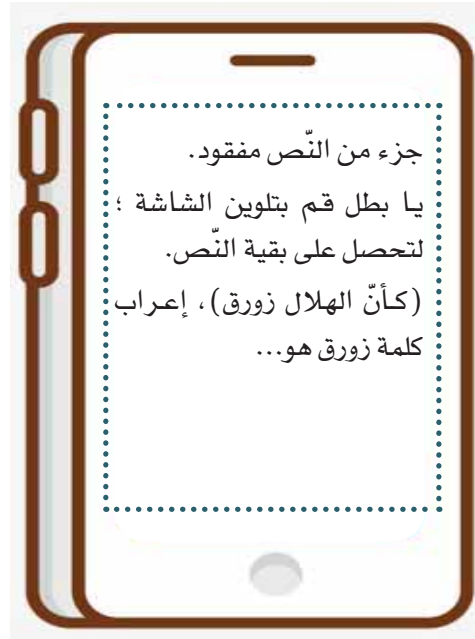 جزء من النّص مفقود.
يا بطل قم بتلوين الشاشة ؛
لتحصل على بقية النّص.
(كأنّ الهلال زورق)، إعراب
كلمة زورق هو...